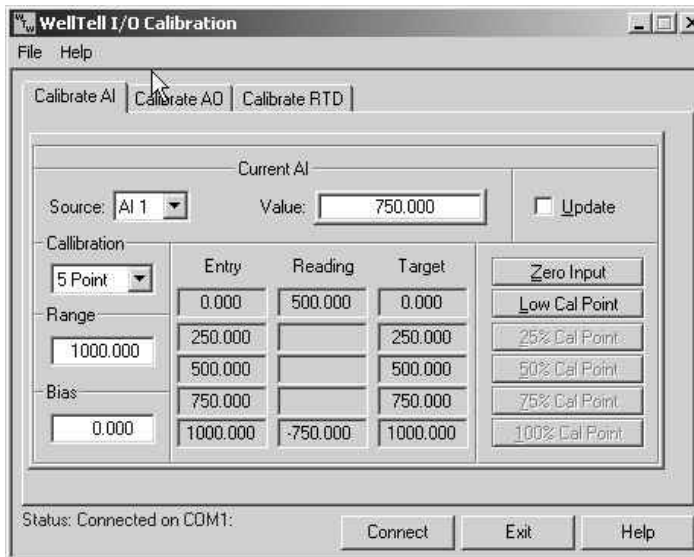 WTW WellTell I/O Calibration
File Help
Calibrate AI Calibrate AO Calibrate RTD
Current AI
Source: AI 1 Value: 750.000 Update
Callibration
5 Point
Range
1000.000
Bias
0.000
Entry Reading Target
0.000 500.000 0.000
250.000 250.000
500.000 500.000
750.000 750.000
1000.000 -750.000 1000.000
Zero Input
Low Cal Point
25% Cal Point
50% Cal Point
75% Cal Point
100% Cal Point
Status: Connected on COM1:
Connect Exit Help